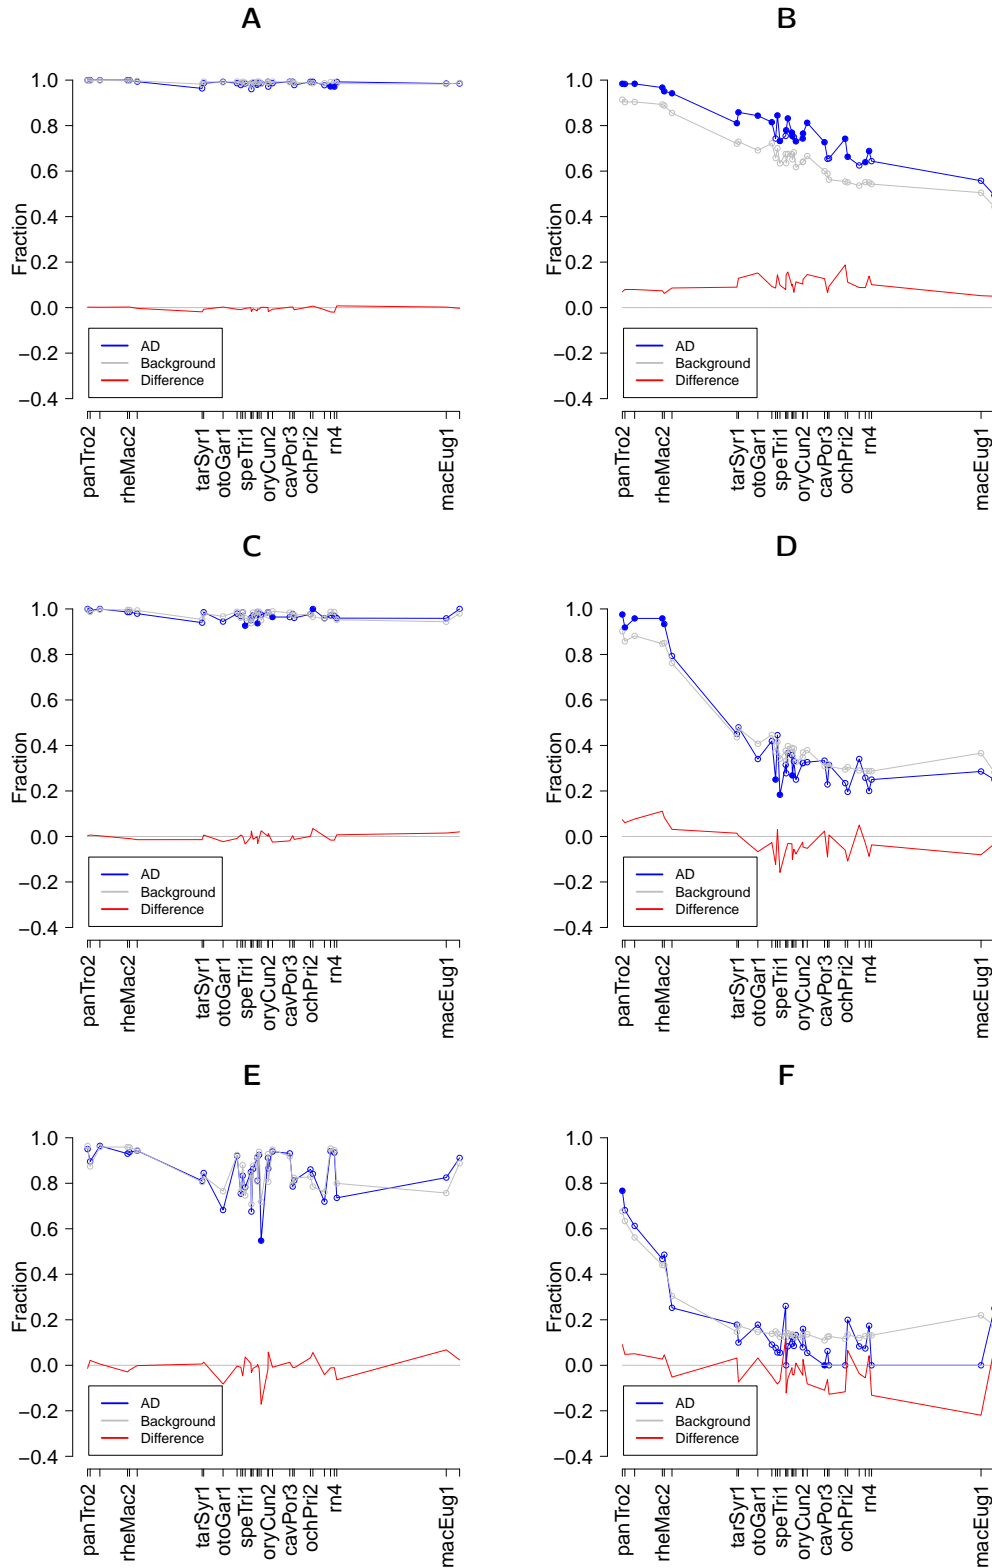 A
Fraction
1.0
0.8
0.6
0.4
0.2
0.0
−0.2
−0.4
AD
Background
Difference
panTro2
rheMac2
tarSyr1
otoGar1
speTri1
oryCun2
cavPor3
ochPri2
rn4
macEug1
B
Fraction
1.0
0.8
0.6
0.4
0.2
0.0
−0.2
−0.4
AD
Background
Difference
panTro2
rheMac2
tarSyr1
otoGar1
speTri1
oryCun2
cavPor3
ochPri2
rn4
macEug1
C
Fraction
1.0
0.8
0.6
0.4
0.2
0.0
−0.2
−0.4
AD
Background
Difference
panTro2
rheMac2
tarSyr1
otoGar1
speTri1
oryCun2
cavPor3
ochPri2
rn4
macEug1
D
Fraction
1.0
0.8
0.6
0.4
0.2
0.0
−0.2
−0.4
AD
Background
Difference
panTro2
rheMac2
tarSyr1
otoGar1
speTri1
oryCun2
cavPor3
ochPri2
rn4
macEug1
E
Fraction
1.0
0.8
0.6
0.4
0.2
0.0
−0.2
−0.4
AD
Background
Difference
panTro2
rheMac2
tarSyr1
otoGar1
speTri1
oryCun2
cavPor3
ochPri2
rn4
macEug1
F
Fraction
1.0
0.8
0.6
0.4
0.2
0.0
−0.2
−0.4
AD
Background
Difference
panTro2
rheMac2
tarSyr1
otoGar1
speTri1
oryCun2
cavPor3
ochPri2
rn4
macEug1